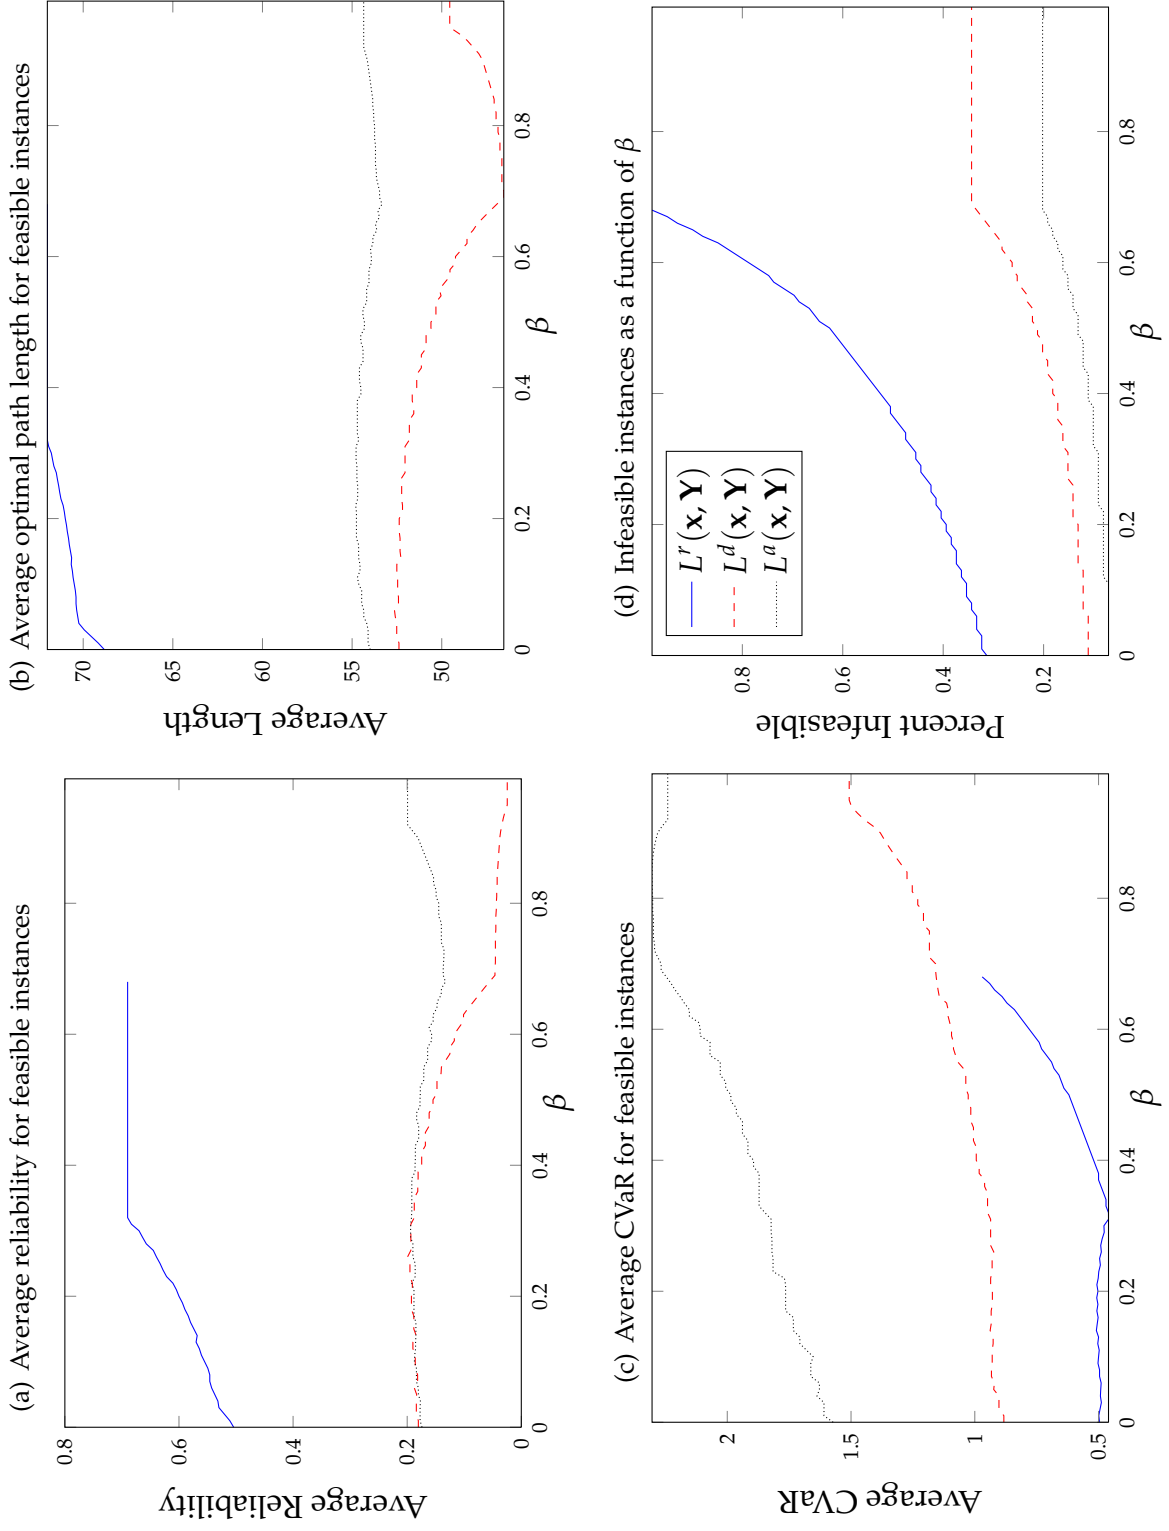 (a) Average reliability for feasible instances
0.8
0.6
0.4
0.2
0
Average Reliability
0
0.2
0.4
0.6
0.8
β
(b) Average optimal path length for feasible instances
70
65
60
55
50
Average Length
0
0.2
0.4
0.6
0.8
β
(c) Average CVaR for feasible instances
2
1.5
1
0.5
Average CVaR
0
0.2
0.4
0.6
0.8
β
(d) Infeasible instances as a function of β
0.8
0.6
0.4
0.2
Percent Infeasible
L^r(x, Y)
L^d(x, Y)
L^a(x, Y)
0
0.2
0.4
0.6
0.8
β